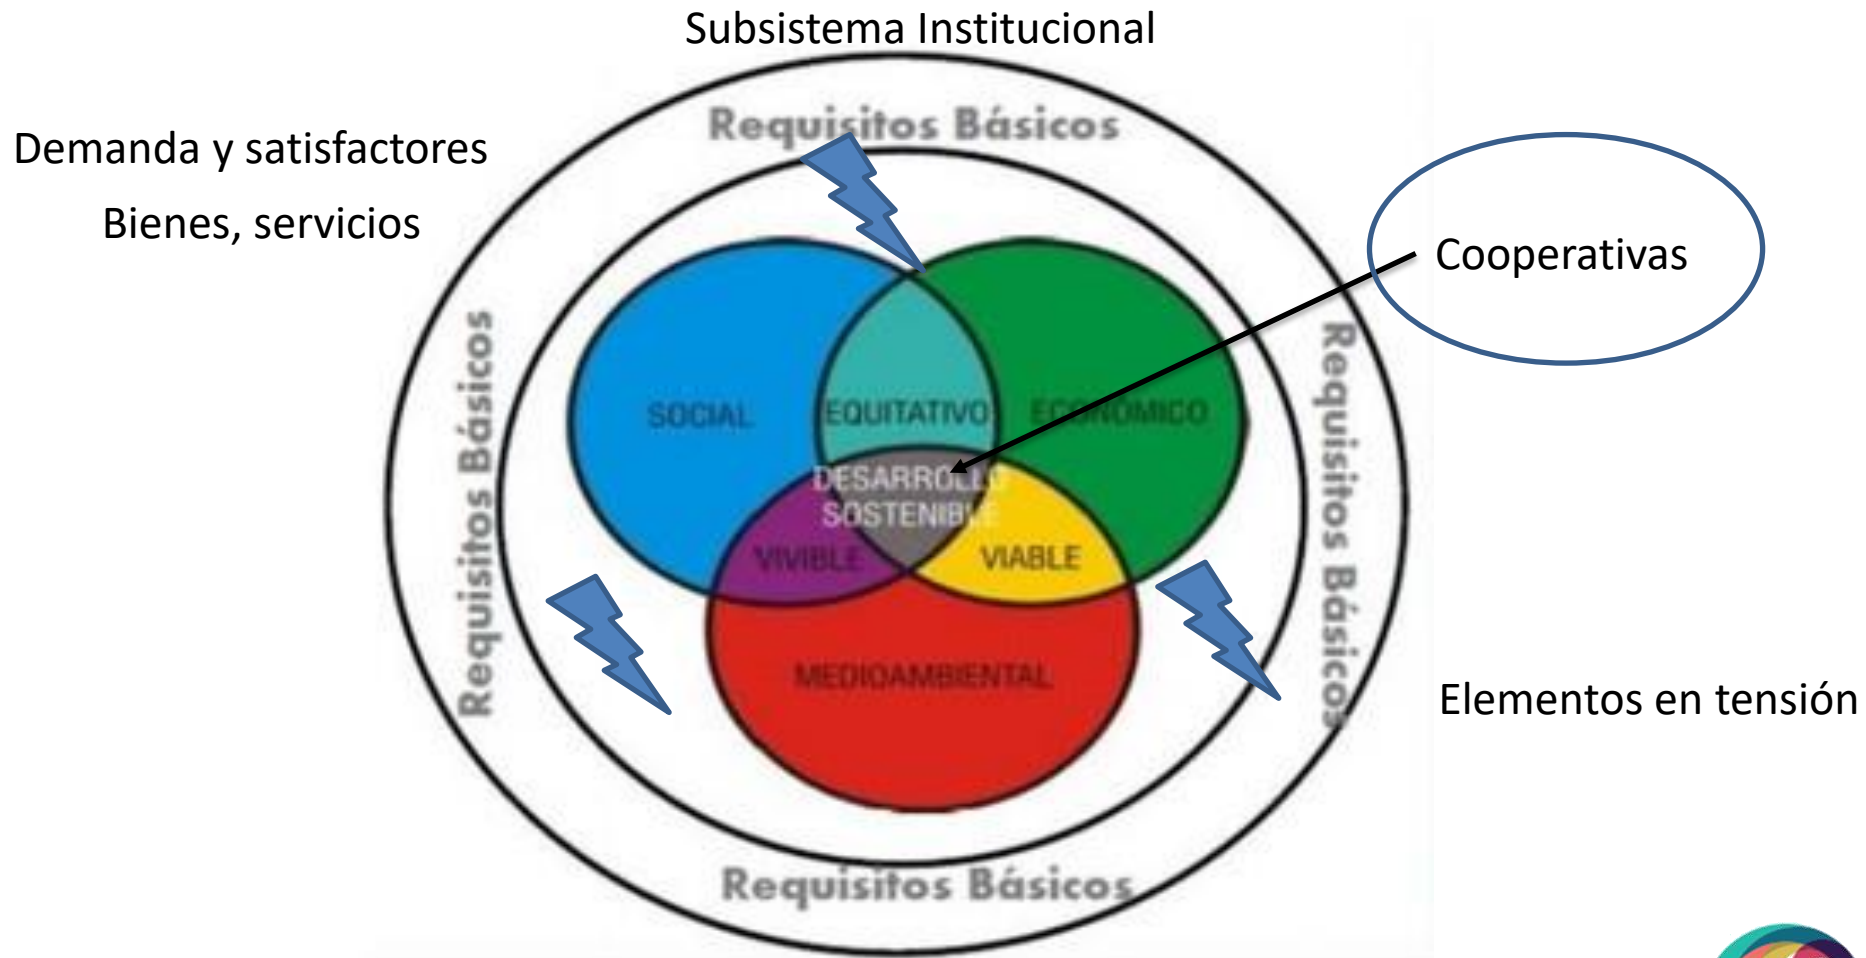 Subsistema Institucional
Requisitos Básicos
Demanda y satisfactores
Bienes, servicios
Cooperativas
Requisitos Básicos
Requisitos Básicos
SOCIAL
EQUITATIVO
ECONÓMICO
DESARROLLO
SOSTENIBLE
VIVIBLE
VIABLE
MEDIOAMBIENTAL
Elementos en tensión
Requisitos Básicos